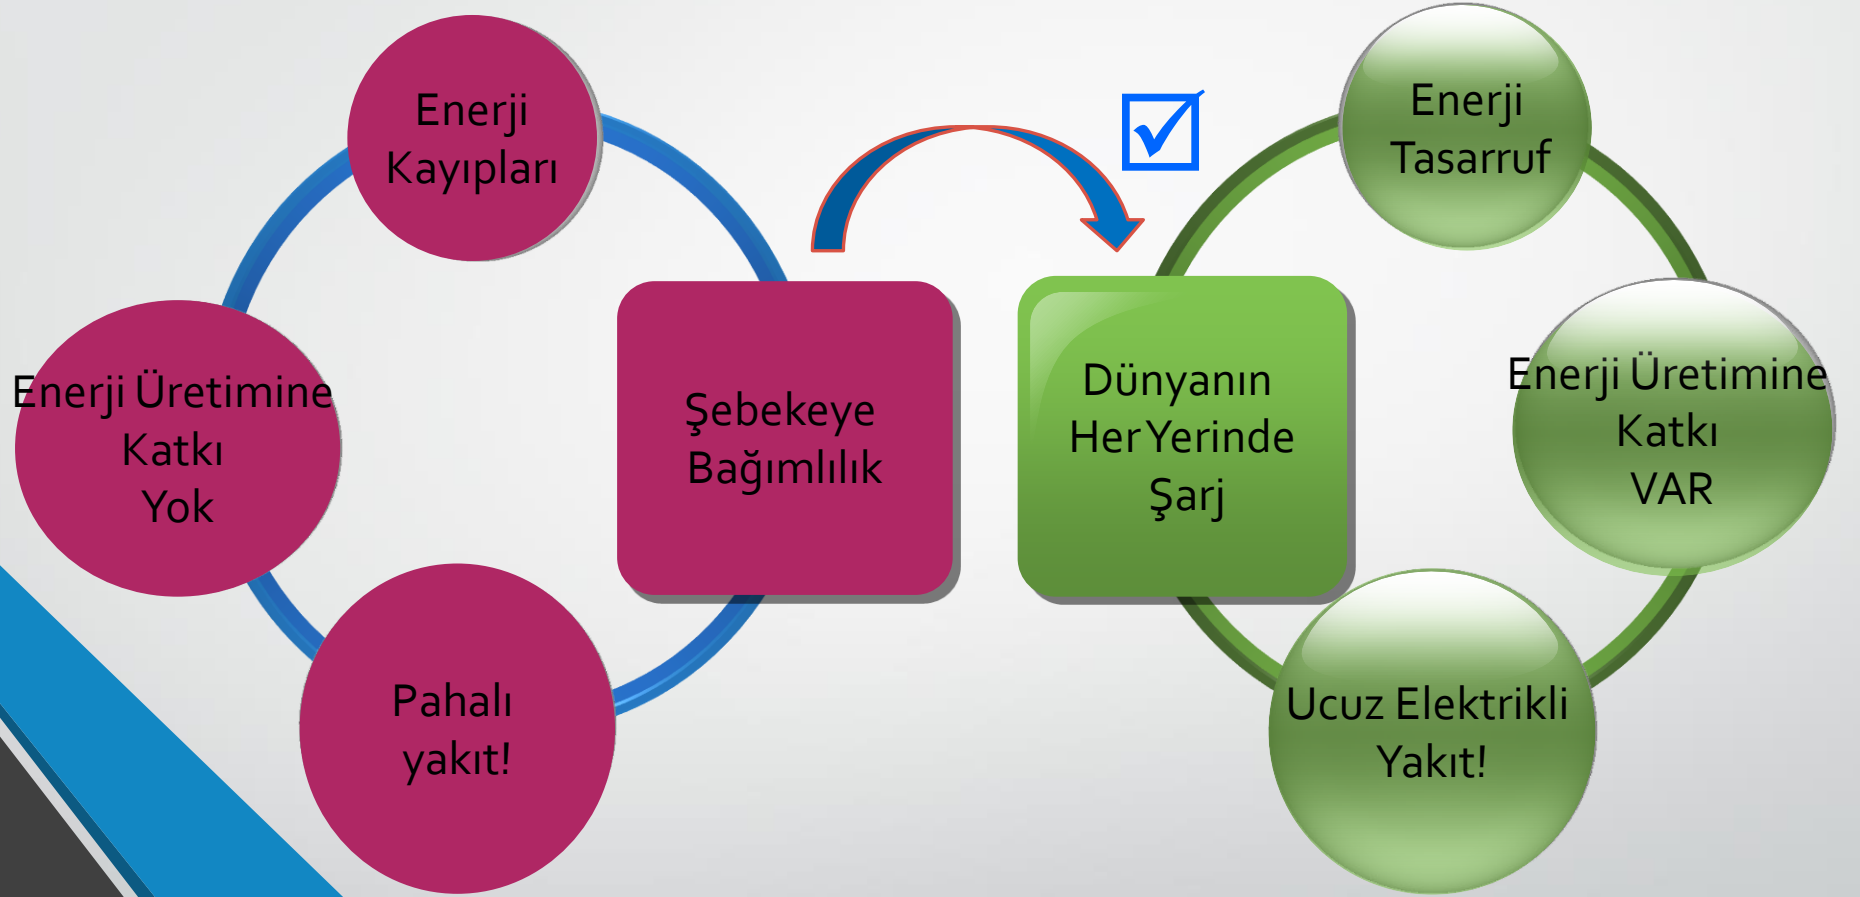 Enerji
Kayıpları
Enerji Üretimine
Katkı
Yok
Şebekeye
Bağımlılık
Pahalı
yakıt!
Enerji
Tasarruf
Dünyanın
Her Yerinde
Şarj
Enerji Üretimine
Katkı
VAR
Ucuz Elektrikli
Yakıt!